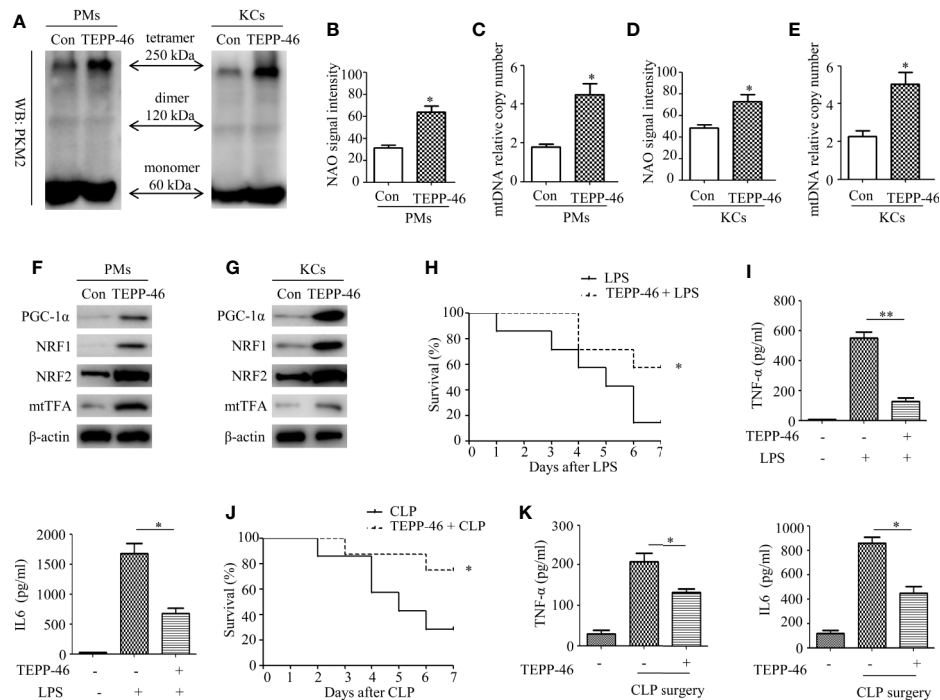 A
PMs
KCs
Con TEPP-46
tetramer
250 kDa
Con TEPP-46
dimer
120 kDa
monomer
60 kDa
WB: PKM2
B
NAO signal intensity
100
80
60
40
20
0
*
Con TEPP-46
PMs
C
mtDNA relative copy number
6
4
2
0
*
Con TEPP-46
PMs
D
NAO signal intensity
100
80
60
40
20
0
*
Con TEPP-46
KCs
E
mtDNA relative copy number
6
4
2
0
*
Con TEPP-46
KCs
F
PMs
Con TEPP-46
PGC-1α
NRF1
NRF2
mtTFA
β-actin
G
KCs
Con TEPP-46
PGC-1α
NRF1
NRF2
mtTFA
β-actin
H
LPS
TEPP-46 + LPS
Survival (%)
100
80
60
40
20
0
*
0 1 2 3 4 5 6 7
Days after LPS
I
TNF-α (pg/ml)
800
600
400
200
0
**
TEPP-46 - - +
LPS - + +
IL6 (pg/ml)
2000
1500
1000
500
0
*
TEPP-46 - - +
LPS - + +
J
CLP
TEPP-46 + CLP
Survival (%)
100
80
60
40
20
0
*
0 1 2 3 4 5 6 7
Days after CLP
K
TNF-α (pg/ml)
300
200
100
0
*
TEPP-46 - - +
CLP surgery
IL6 (pg/ml)
1000
800
600
400
200
0
*
TEPP-46 - - +
CLP surgery